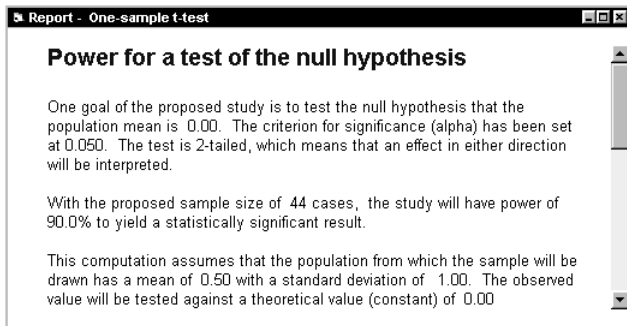 Report - One-sample t-test
Power for a test of the null hypothesis
One goal of the proposed study is to test the null hypothesis that the
population mean is 0.00. The criterion for significance (alpha) has been set
at 0.050. The test is 2-tailed, which means that an effect in either direction
will be interpreted.
With the proposed sample size of 44 cases, the study will have power of
90.0% to yield a statistically significant result.
This computation assumes that the population from which the sample will be
drawn has a mean of 0.50 with a standard deviation of 1.00. The observed
value will be tested against a theoretical value (constant) of 0.00